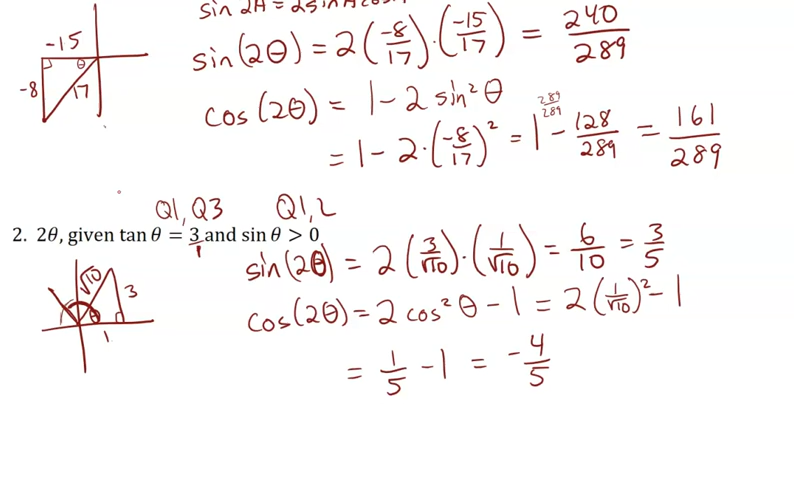 sin 2A = 2 sin A cos
-15
θ
-8
17
sin(2θ) = 2(-8/17)·(-15/17) = 240/289
cos(2θ) = 1 - 2 sin²θ
= 1 - 2·(-8/17)² = 1 289/289 - 128/289 = 161/289
Q1, Q3 Q1, 2
2. 2θ, given tan θ = 3/1 and sin θ > 0
√10
3
θ
1
sin(2θ) = 2(3/√10)·(1/√10) = 6/10 = 3/5
cos(2θ) = 2 cos²θ - 1 = 2(1/√10)² - 1
= 1/5 - 1 = -4/5